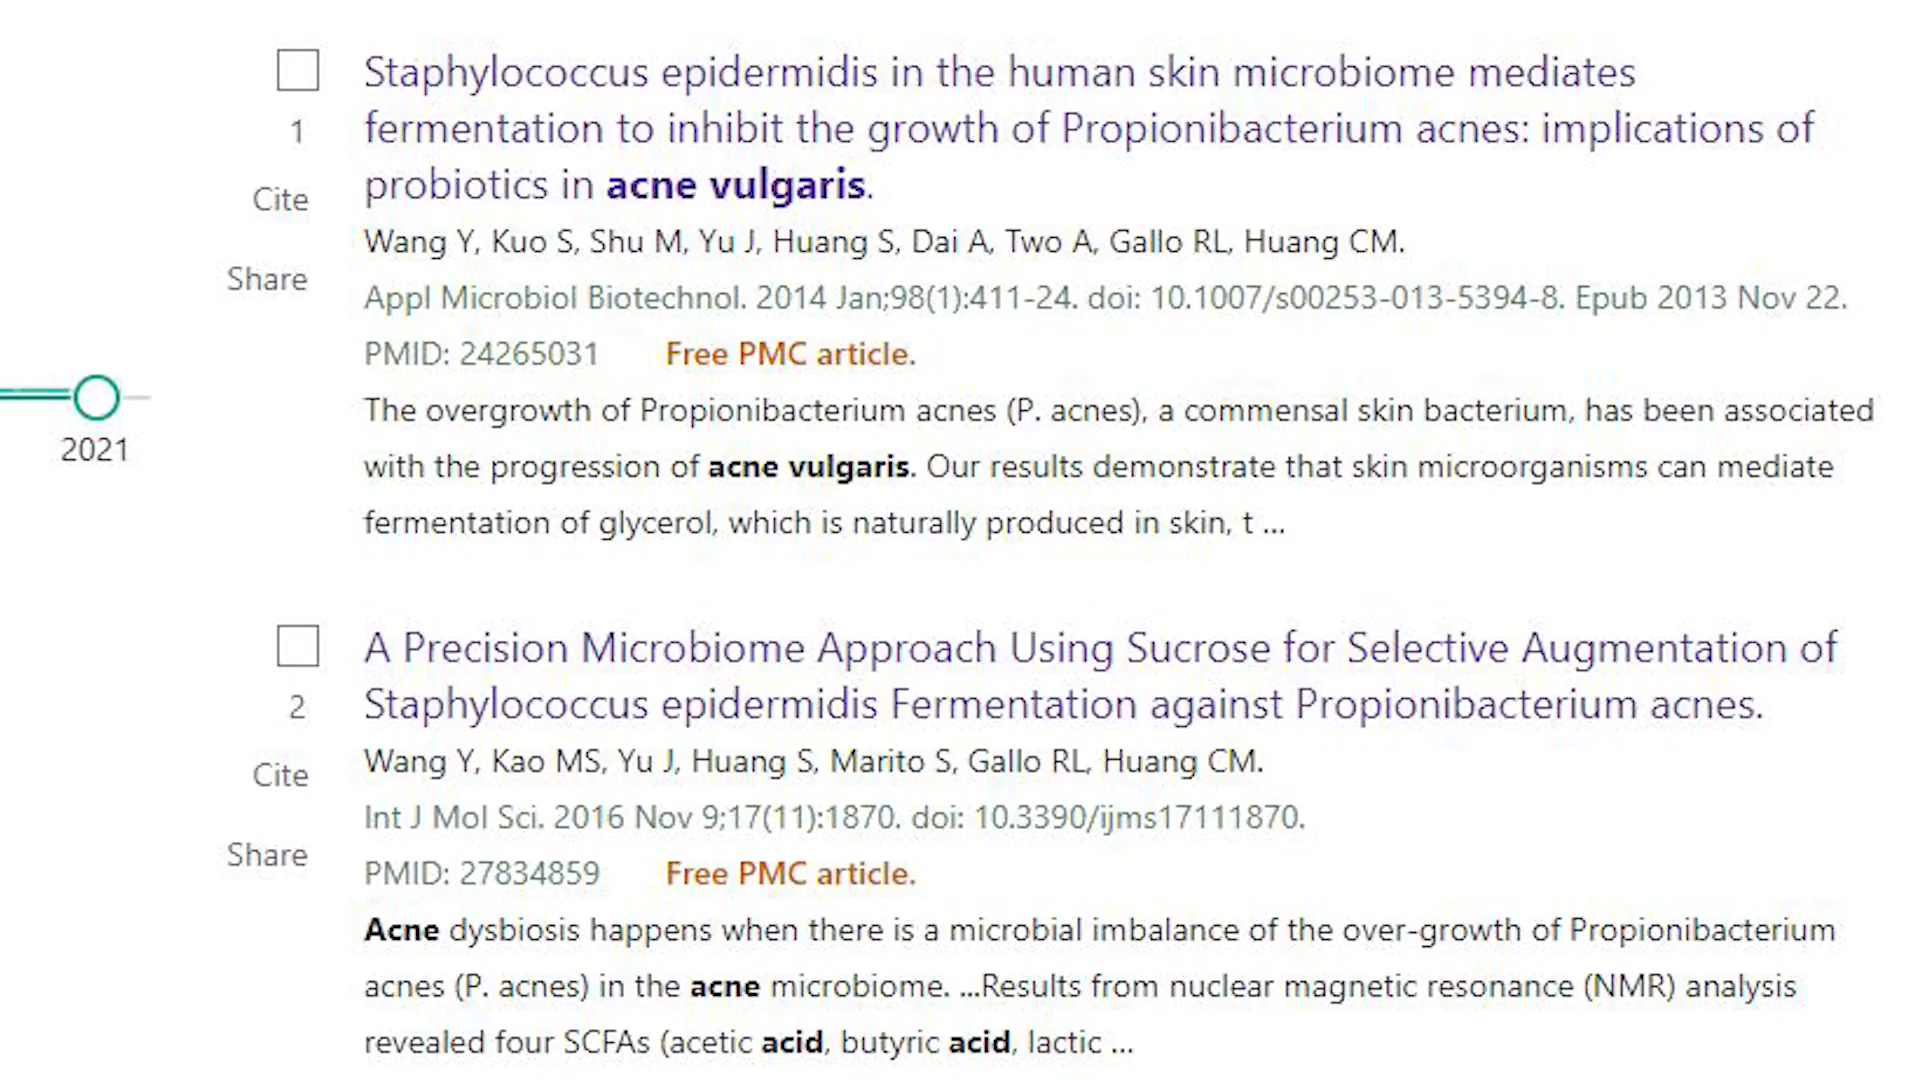 Staphylococcus epidermidis in the human skin microbiome mediates
1
fermentation to inhibit the growth of Propionibacterium acnes: implications of
probiotics in acne vulgaris.
Cite
Wang Y, Kuo S, Shu M, Yu J, Huang S, Dai A, Two A, Gallo RL, Huang CM.
Share
Appl Microbiol Biotechnol. 2014 Jan;98(1):411-24. doi: 10.1007/s00253-013-5394-8. Epub 2013 Nov 22.
PMID: 24265031 Free PMC article.
The overgrowth of Propionibacterium acnes (P. acnes), a commensal skin bacterium, has been associated
2021
with the progression of acne vulgaris. Our results demonstrate that skin microorganisms can mediate
fermentation of glycerol, which is naturally produced in skin, t ...
A Precision Microbiome Approach Using Sucrose for Selective Augmentation of
2
Staphylococcus epidermidis Fermentation against Propionibacterium acnes.
Cite
Wang Y, Kao MS, Yu J, Huang S, Marito S, Gallo RL, Huang CM.
Int J Mol Sci. 2016 Nov 9;17(11):1870. doi: 10.3390/ijms17111870.
Share
PMID: 27834859 Free PMC article.
Acne dysbiosis happens when there is a microbial imbalance of the over-growth of Propionibacterium
acnes (P. acnes) in the acne microbiome. ...Results from nuclear magnetic resonance (NMR) analysis
revealed four SCFAs (acetic acid, butyric acid, lactic ...